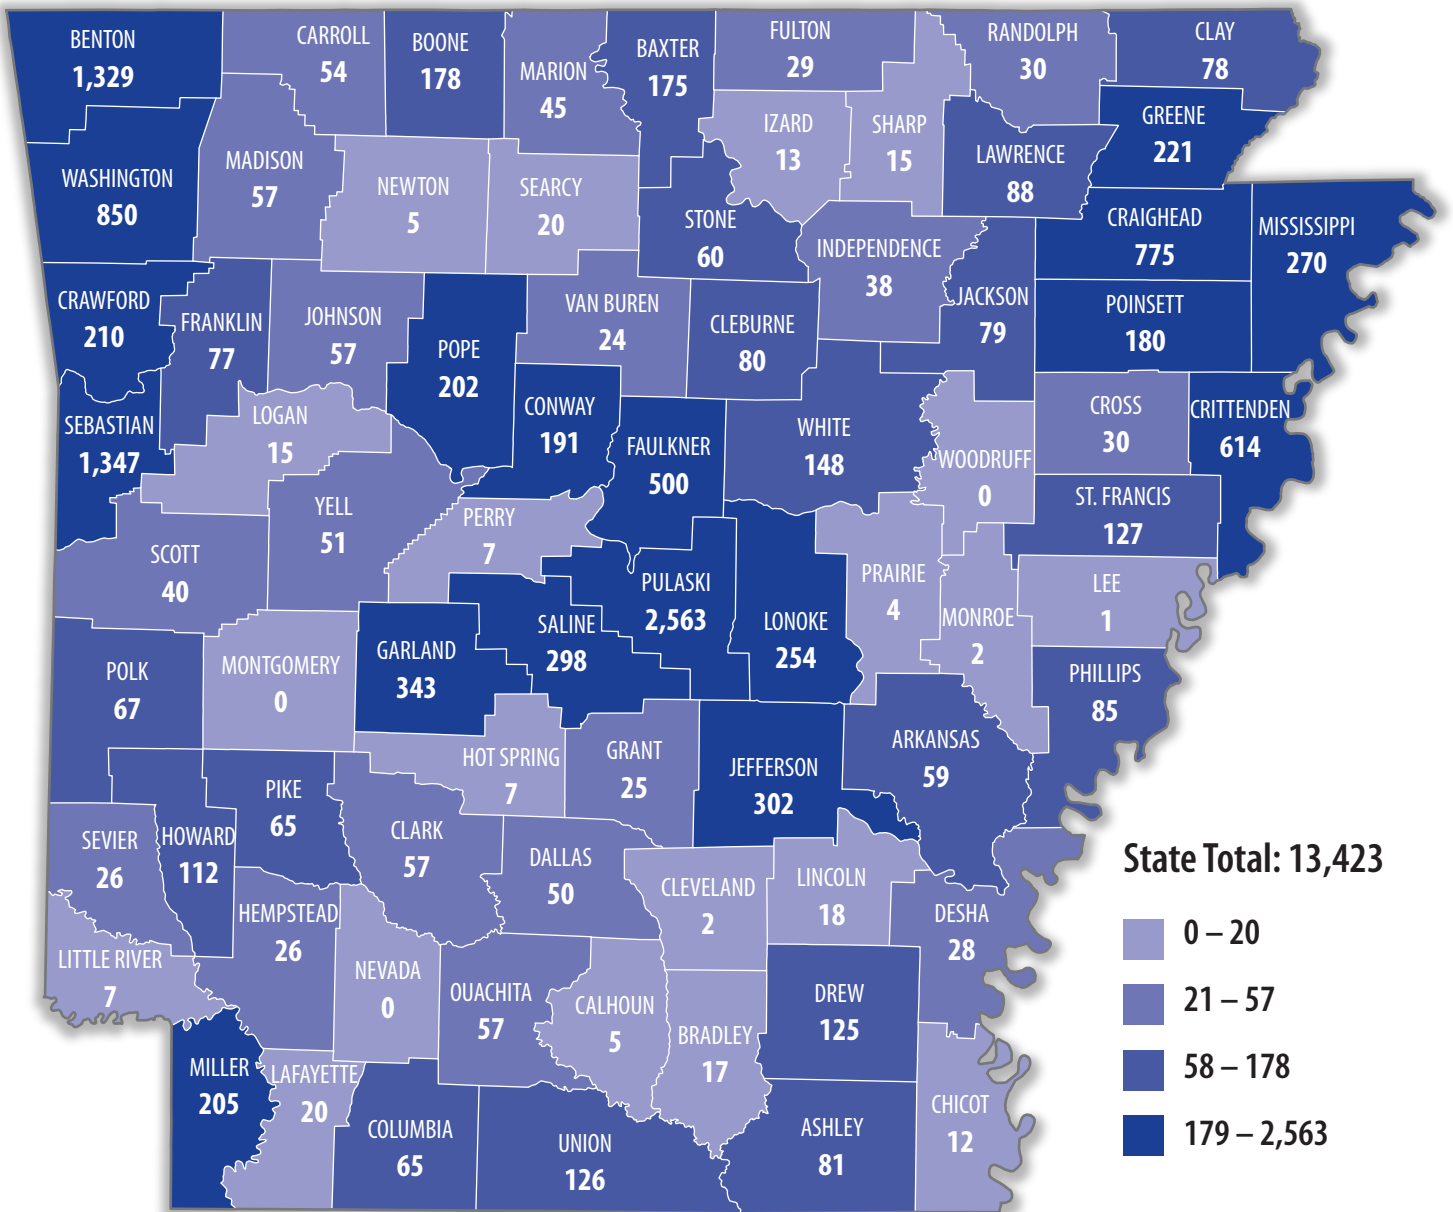 BENTON
1,329
CARROLL
54
BOONE
178
MARION
45
BAXTER
175
FULTON
29
RANDOLPH
30
CLAY
78
GREENE
221
IZARD
13
SHARP
15
LAWRENCE
88
WASHINGTON
850
MADISON
57
NEWTON
5
SEARCY
20
STONE
60
INDEPENDENCE
38
CRAIGHEAD
775
MISSISSIPPI
270
CRAWFORD
210
FRANKLIN
77
JOHNSON
57
POPE
202
VAN BUREN
24
CLEBURNE
80
JACKSON
79
POINSETT
180
SEBASTIAN
1,347
LOGAN
15
CONWAY
191
FAULKNER
500
WHITE
148
WOODRUFF
0
CROSS
30
CRITTENDEN
614
ST. FRANCIS
127
YELL
51
PERRY
7
SCOTT
40
PULASKI
2,563
PRAIRIE
4
LEE
1
MONROE
2
LONOKE
254
SALINE
298
GARLAND
343
MONTGOMERY
0
POLK
67
PHILLIPS
85
ARKANSAS
59
HOT SPRING
7
GRANT
25
JEFFERSON
302
PIKE
65
SEVIER
26
HOWARD
112
CLARK
57
DALLAS
50
CLEVELAND
2
LINCOLN
18
DESHA
28
HEMPSTEAD
26
LITTLE RIVER
7
NEVADA
0
OUACHITA
57
CALHOUN
5
BRADLEY
17
DREW
125
MILLER
205
LAFAYETTE
20
COLUMBIA
65
UNION
126
ASHLEY
81
CHICOT
12
State Total: 13,423
0 – 20
21 – 57
58 – 178
179 – 2,563